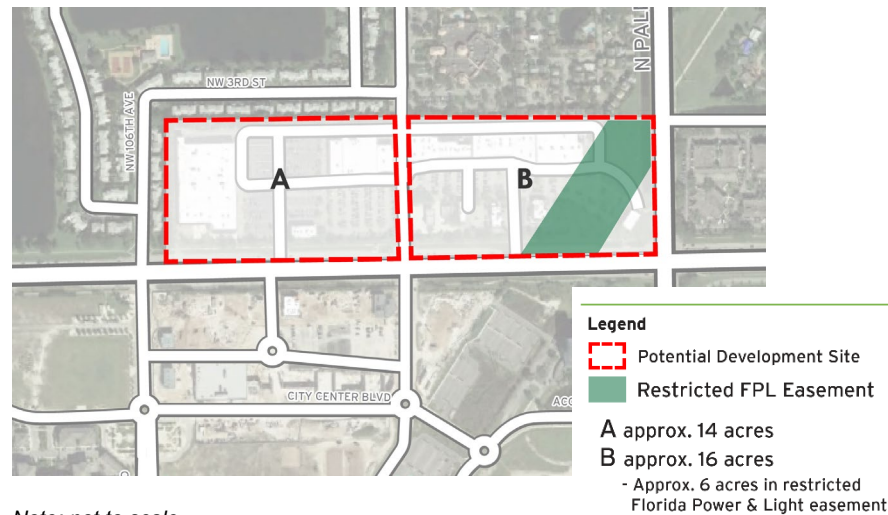 N PAL
NW 3RD ST
NW 106TH AVE
A
B
CITY CENTER BLVD
Legend
Potential Development Site
Restricted FPL Easement
A approx. 14 acres
B approx. 16 acres
- Approx. 6 acres in restricted
Florida Power & Light easement